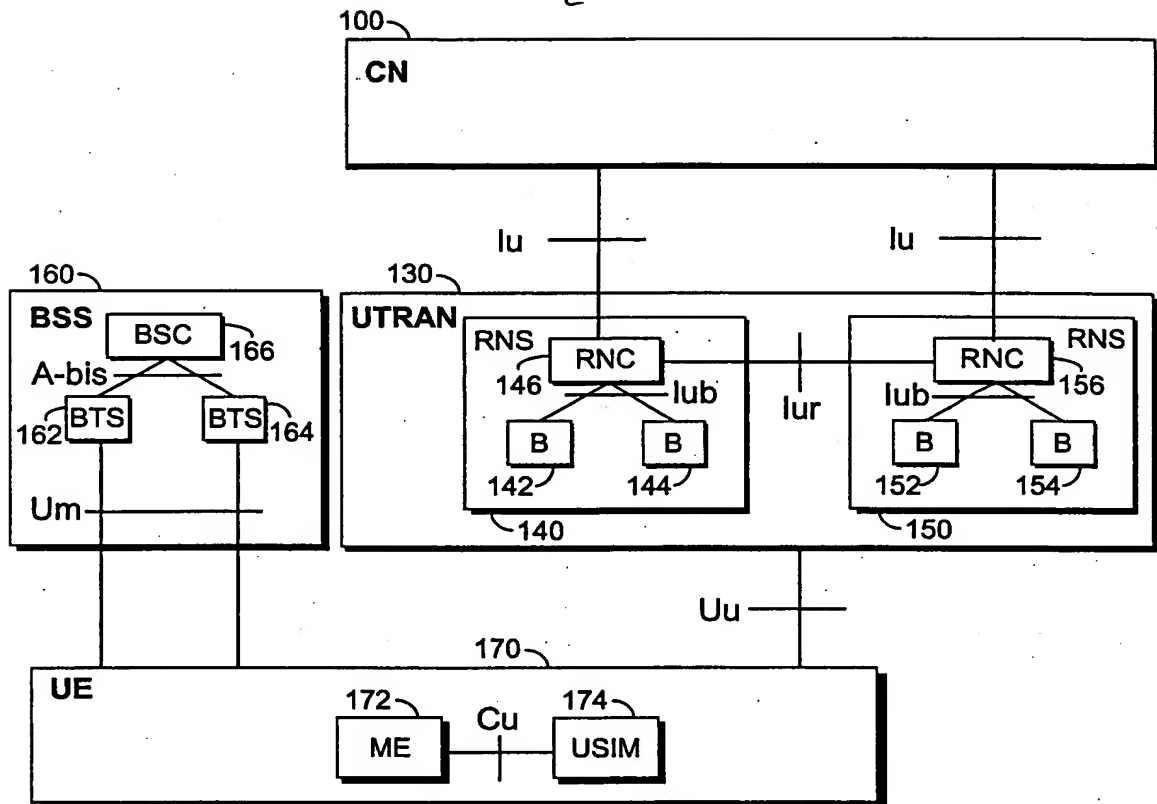 100
CN
Iu
Iu
160
130
BSS
UTRAN
BSC
166
RNS
RNC
146
RNC
RNS
156
A-bis
Iub
Iur
Iub
162
BTS
BTS
164
B
B
B
B
142
144
152
154
Um
140
150
Uu
170
UE
172
174
Cu
ME
USIM